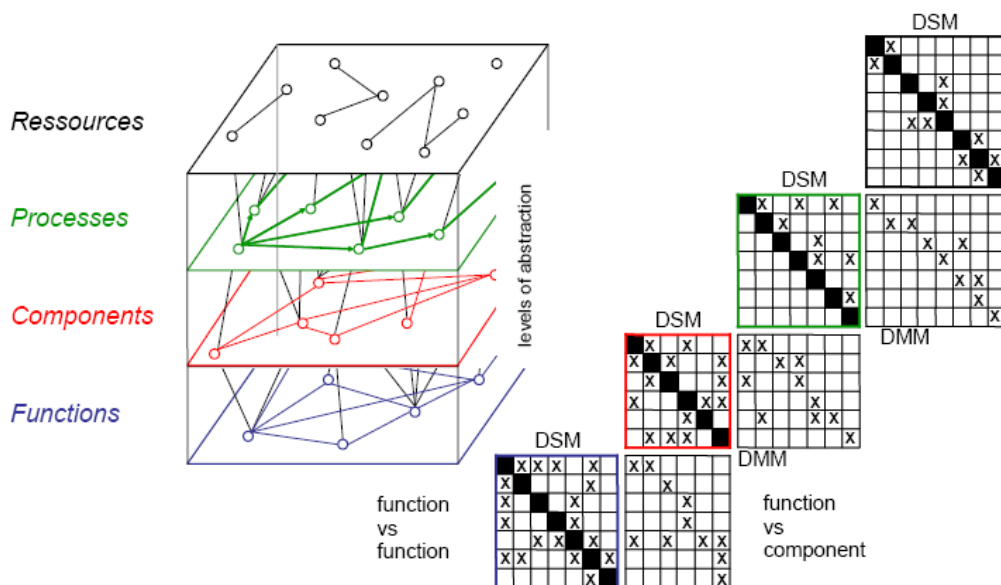 DSM
Ressources
Processes
DSM
levels of abstraction
Components
DSM
DMM
Functions
DSM
DMM
function
vs
function
function
vs
component